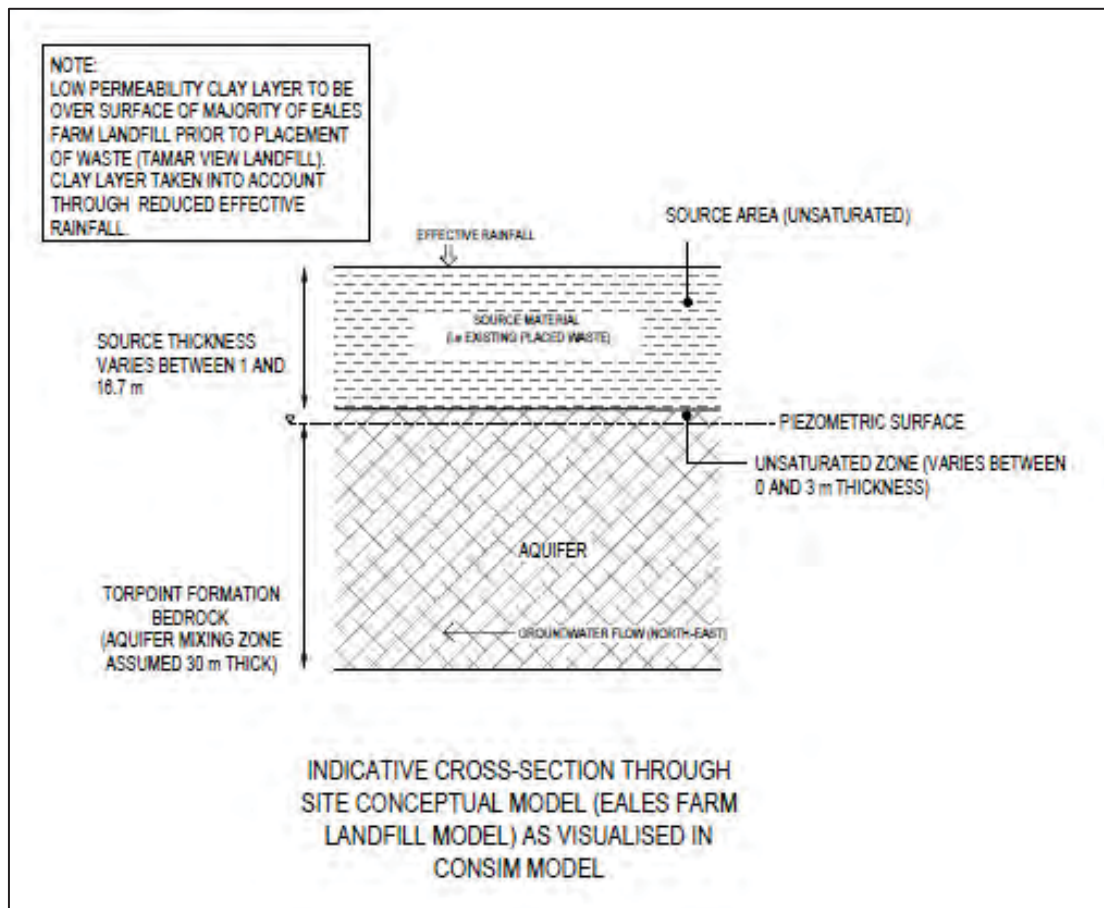 NOTE:
LOW PERMEABILITY CLAY LAYER TO BE
OVER SURFACE OF MAJORITY OF EALES
FARM LANDFILL PRIOR TO PLACEMENT
OF WASTE (TAMAR VIEW LANDFILL).
CLAY LAYER TAKEN INTO ACCOUNT
THROUGH REDUCED EFFECTIVE
RAINFALL.
SOURCE AREA (UNSATURATED)
EFFECTIVE RAINFALL
SOURCE MATERIAL
(i.e EXISTING PLACED WASTE)
SOURCE THICKNESS
VARIES BETWEEN 1 AND
16.7 m
PIEZOMETRIC SURFACE
UNSATURATED ZONE (VARIES BETWEEN
0 AND 3 m THICKNESS)
AQUIFER
TORPOINT FORMATION
BEDROCK
(AQUIFER MIXING ZONE
ASSUMED 30 m THICK)
GROUNDWATER FLOW (NORTH-EAST)
INDICATIVE CROSS-SECTION THROUGH
SITE CONCEPTUAL MODEL (EALES FARM
LANDFILL MODEL) AS VISUALISED IN
CONSIM MODEL